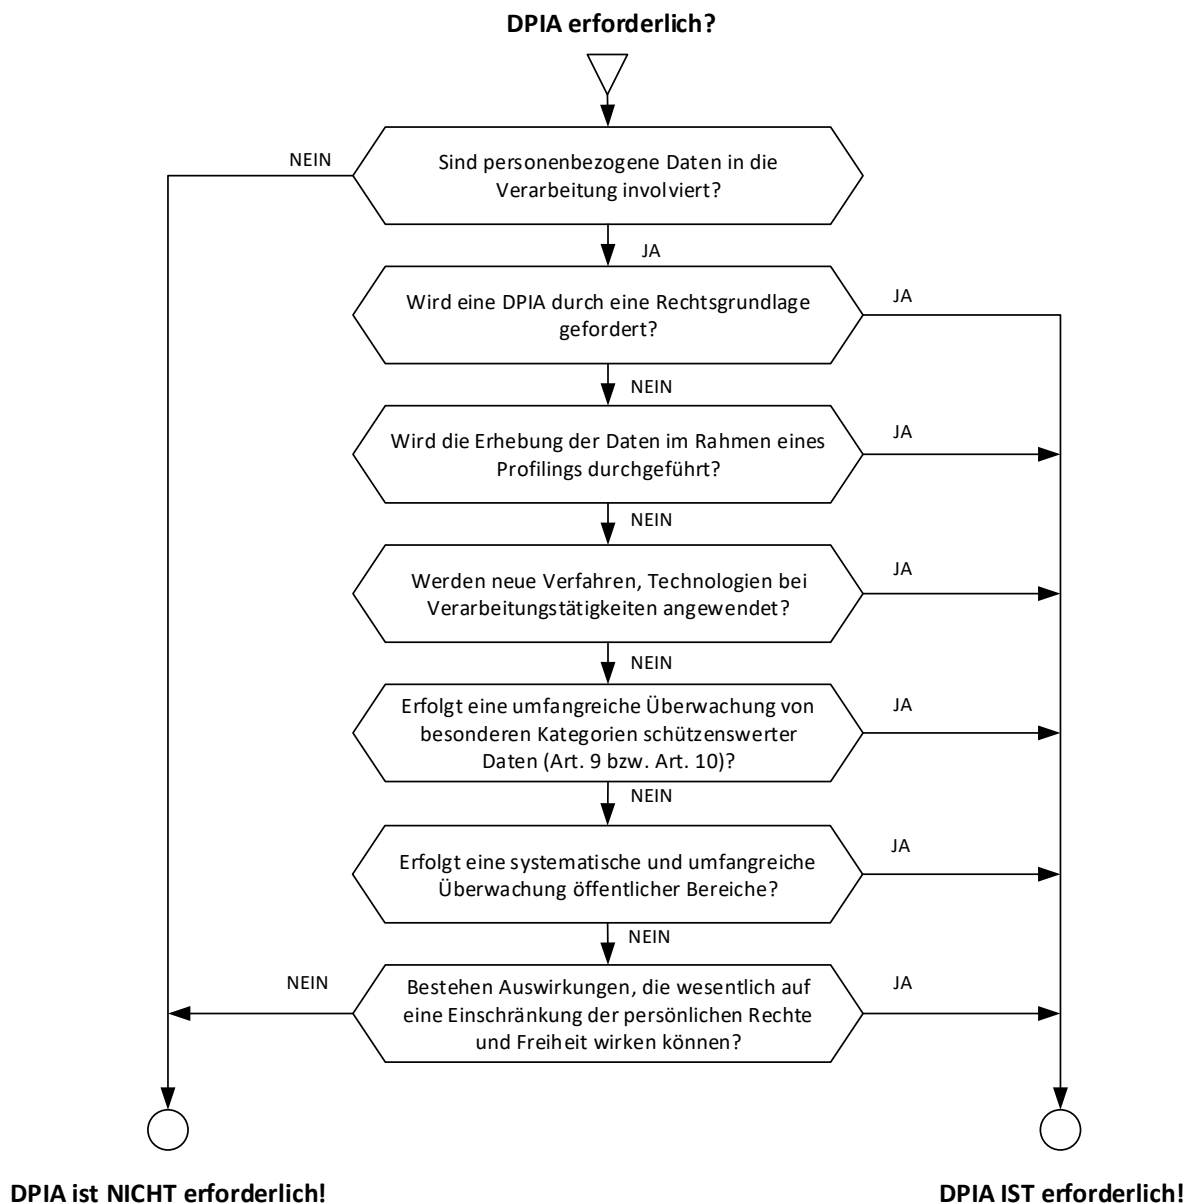 DPIA erforderlich?
NEIN
Sind personenbezogene Daten in die
Verarbeitung involviert?
JA
Wird eine DPIA durch eine Rechtsgrundlage
gefordert?
JA
NEIN
Wird die Erhebung der Daten im Rahmen eines
Profilings durchgeführt?
JA
NEIN
Werden neue Verfahren, Technologien bei
Verarbeitungstätigkeiten angewendet?
JA
NEIN
Erfolgt eine umfangreiche Überwachung von
besonderen Kategorien schützenswerter
Daten (Art. 9 bzw. Art. 10)?
JA
NEIN
Erfolgt eine systematische und umfangreiche
Überwachung öffentlicher Bereiche?
JA
NEIN
NEIN
Bestehen Auswirkungen, die wesentlich auf
eine Einschränkung der persönlichen Rechte
und Freiheit wirken können?
JA
DPIA ist NICHT erforderlich!
DPIA IST erforderlich!